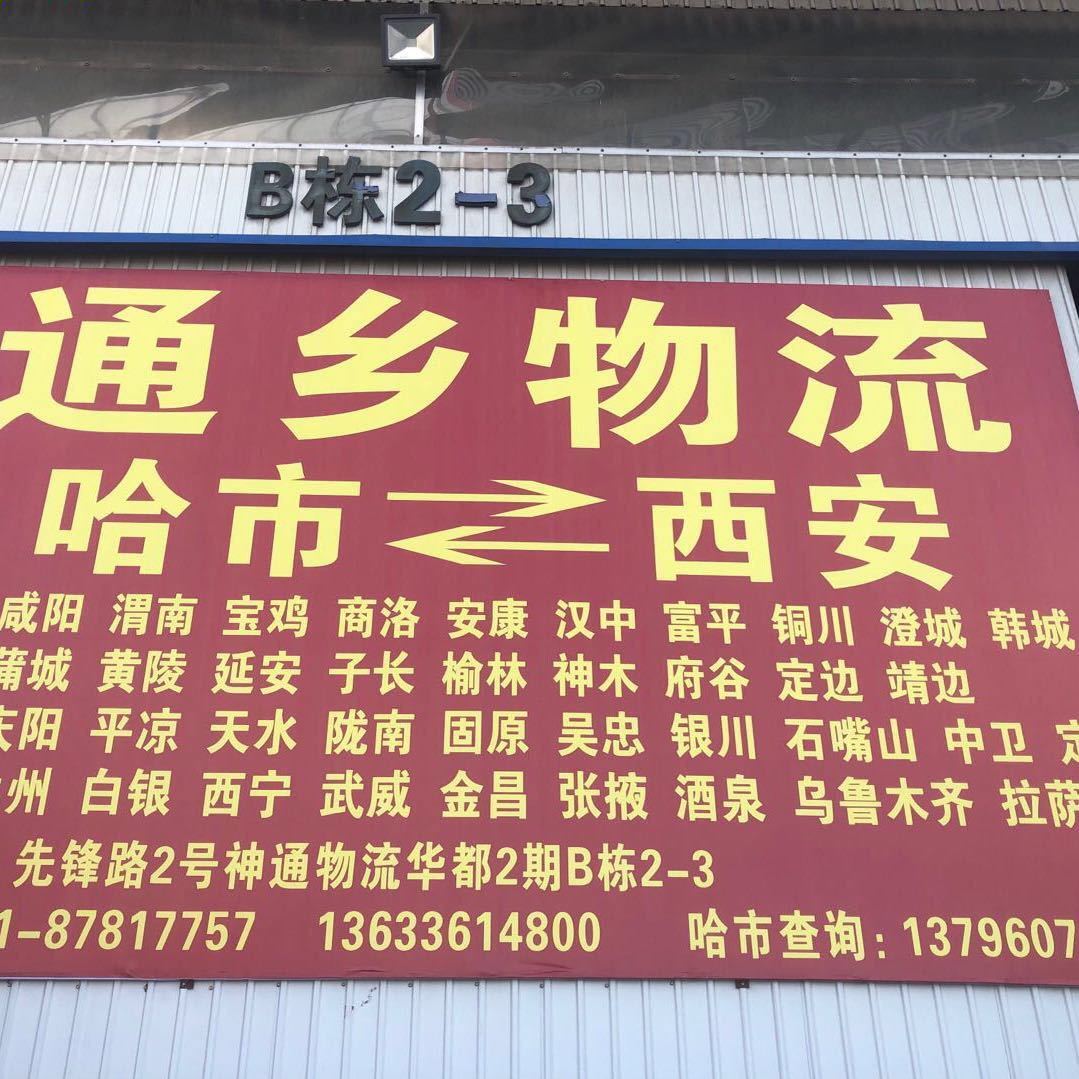 B栋2-3
通乡物流
哈市 西安
咸阳 渭南 宝鸡 商洛 安康 汉中 富平 铜川 澄城 韩城
蒲城 黄陵 延安 子长 榆林 神木 府谷 定边 靖边
庆阳 平凉 天水 陇南 固原 吴忠 银川 石嘴山 中卫 定
州 白银 西宁 武威 金昌 张掖 酒泉 乌鲁木齐 拉萨
先锋路2号神通物流华都2期B栋2-3
1-87817757 13633614800 哈市查询:1379607